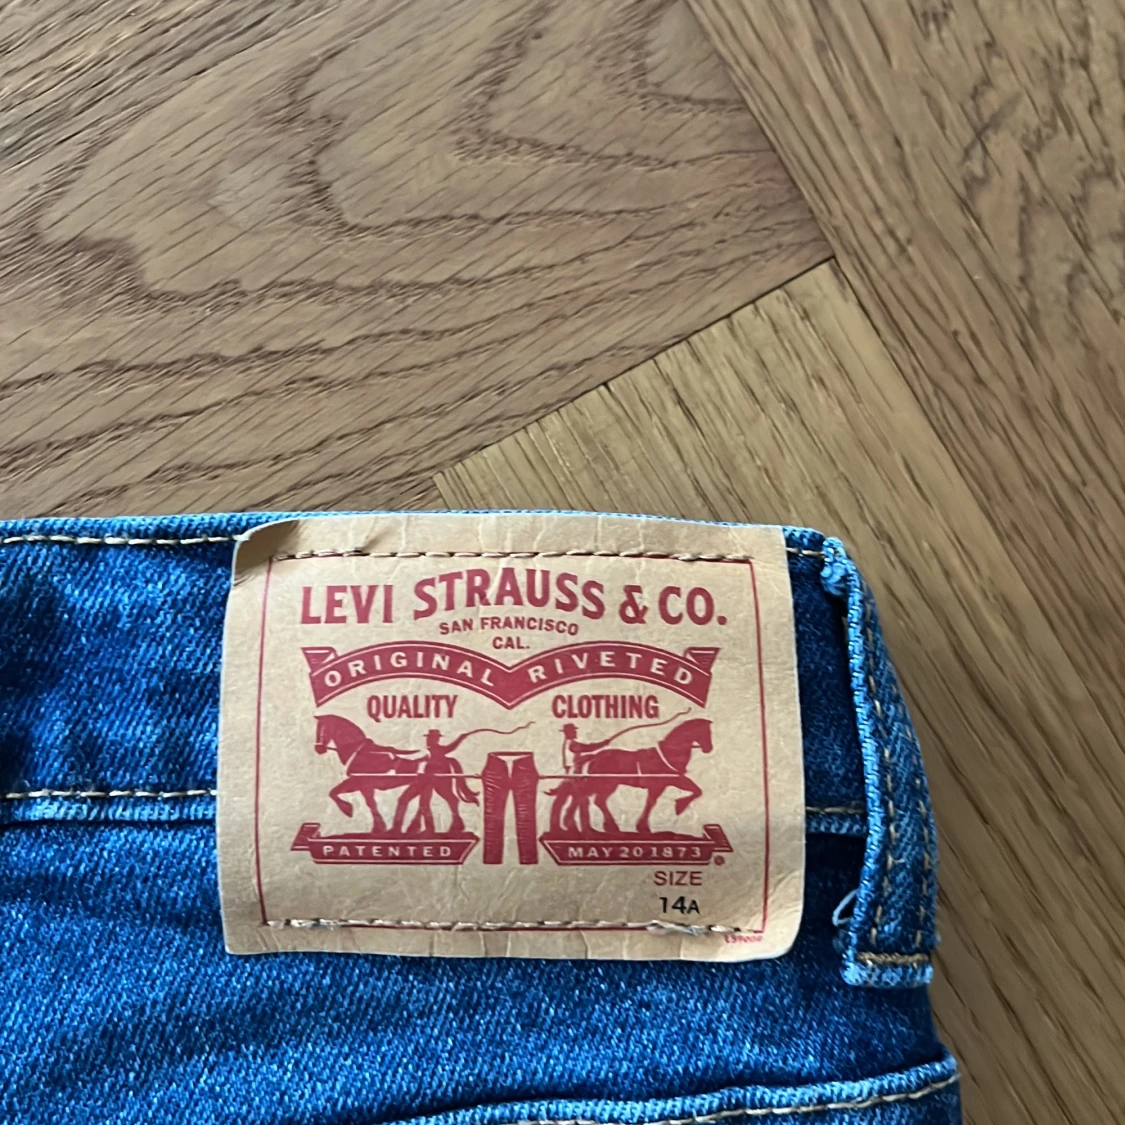 LEVI STRAUSS & CO.
SAN FRANCISCO
CAL.
ORIGINAL RIVETED
QUALITY CLOTHING
PATENTED MAY 20 1873 ®
SIZE
14A